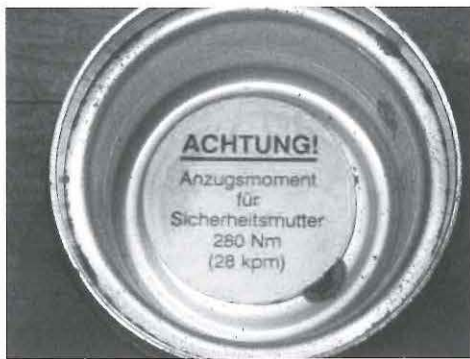 ACHTUNG!
Anzugsmoment
für
Sicherheitsmutter
280 Nm
(28 kpm)